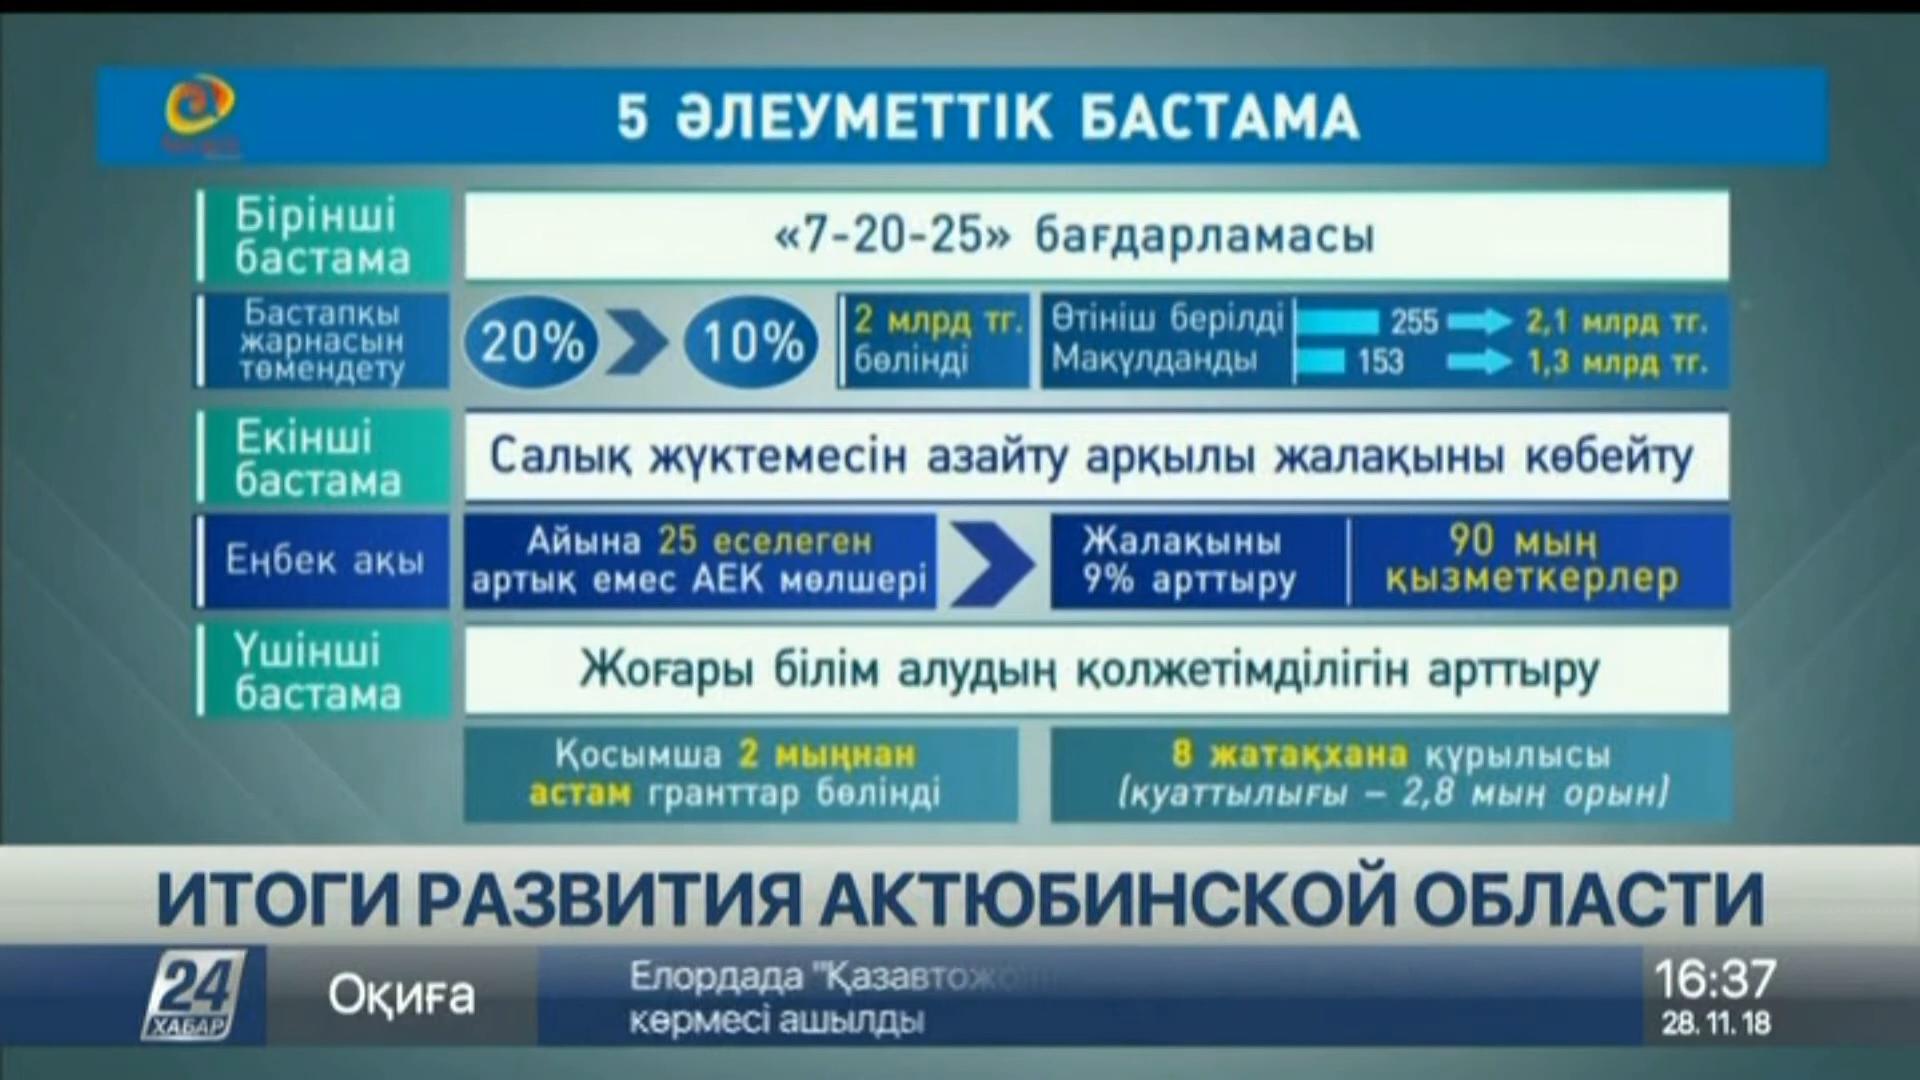 5 ӘЛЕУМЕТТІК БАСТАМА
Бірінші
бастама
«7-20-25» бағдарламасы
Бастапқы
жарнасын
төмендету
20%
10%
2 млрд тг.
бөлінді
Өтініш берілді 255 2,1 млрд тг.
Мақұлданды 153 1,3 млрд тг.
Екінші
бастама
Салық жүктемесін азайту арқылы жалақыны көбейту
Еңбек ақы
Айына 25 еселеген
артық емес АЕК мөлшері
Жалақыны
9% арттыру
90 мың
қызметкерлер
Үшінші
бастама
Жоғары білім алудың қолжетімділігін арттыру
Қосымша 2 мыңнан
астам гранттар бөлінді
8 жатақхана құрылысы
(қуаттылығы – 2,8 мың орын)
ИТОГИ РАЗВИТИЯ АКТЮБИНСКОЙ ОБЛАСТИ
24
ХАБАР
Оқиға
Елордада "Қазавтожо
көрмесі ашылды
16:37
28.11.18